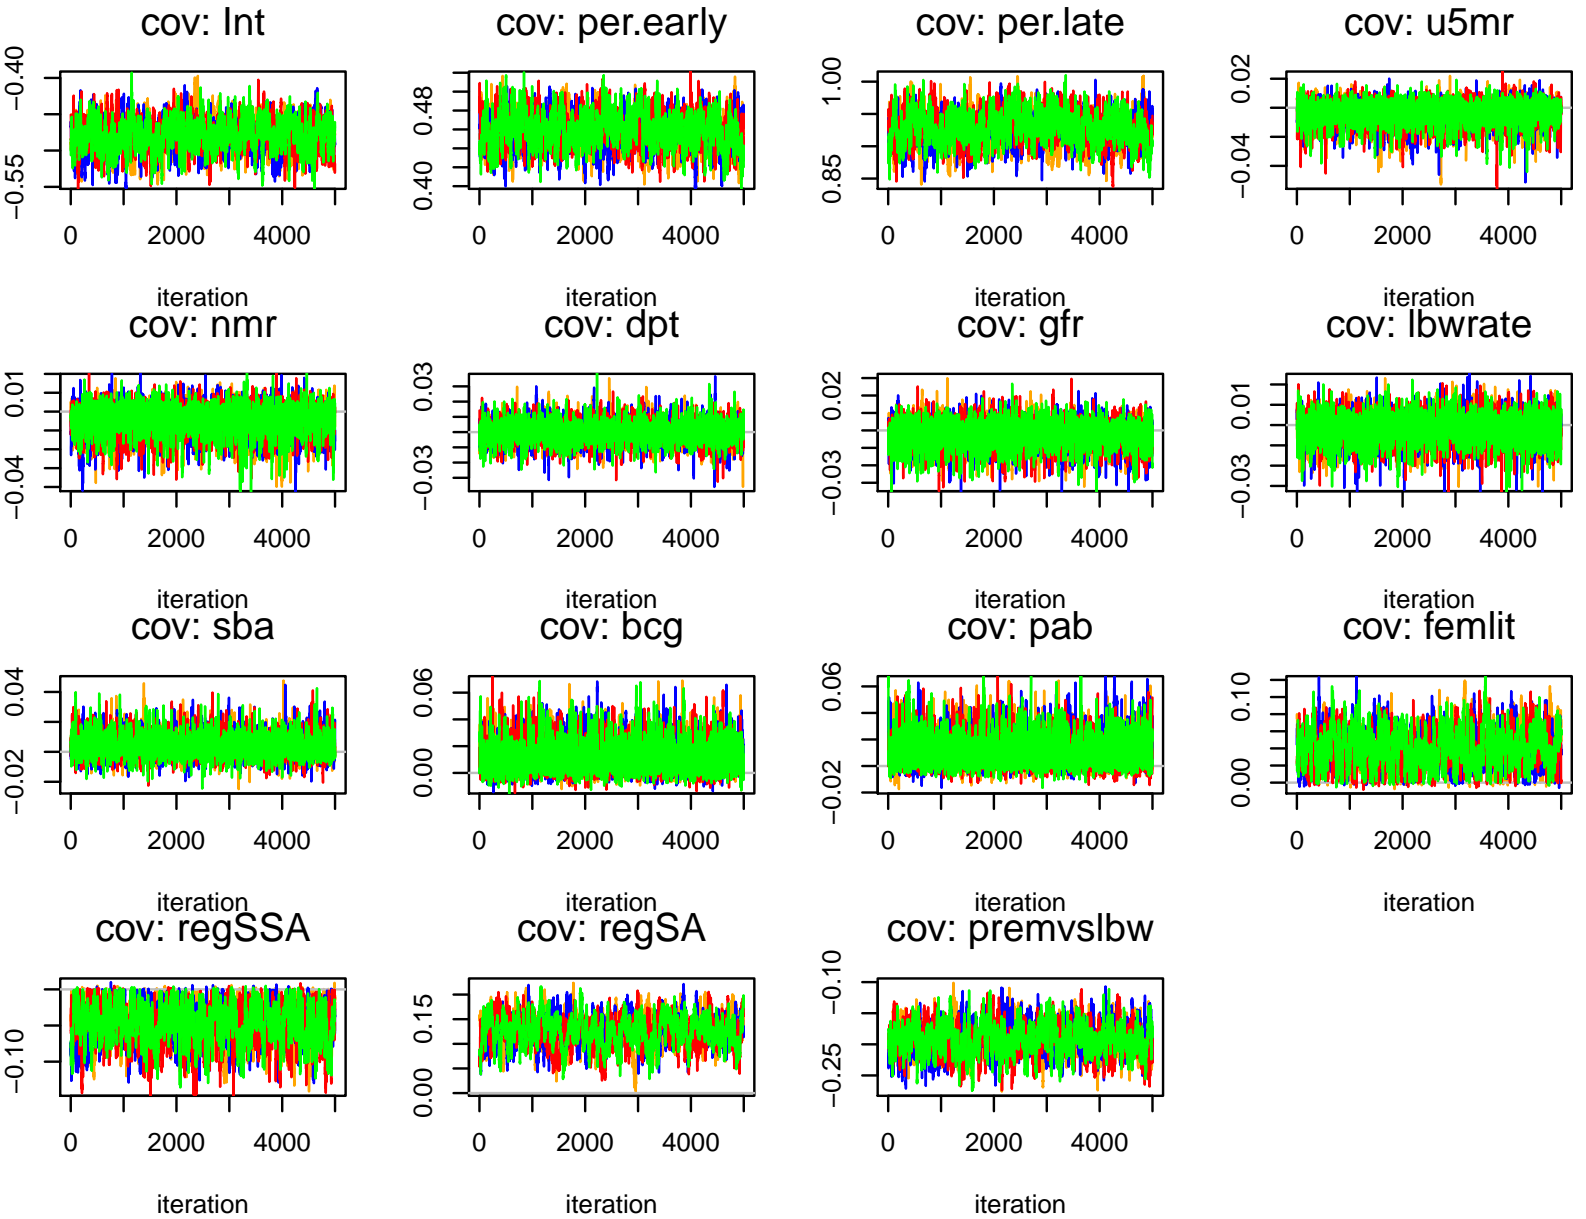 cov: Int cov: per.early cov: per.late cov: u5mr
−0.40 −0.55 0.48 0.40 1.00 0.85 0.02 −0.04
0 2000 4000 0 2000 4000 0 2000 4000 0 2000 4000
iteration iteration iteration iteration
cov: nmr cov: dpt cov: gfr cov: lbwrate
0.01 −0.04 0.03 −0.03 0.02 −0.03 0.01 −0.03
0 2000 4000 0 2000 4000 0 2000 4000 0 2000 4000
iteration iteration iteration iteration
cov: sba cov: bcg cov: pab cov: femlit
0.04 −0.02 0.06 0.00 0.06 −0.02 0.10 0.00
0 2000 4000 0 2000 4000 0 2000 4000 0 2000 4000
iteration iteration iteration iteration
cov: regSSA cov: regSA cov: premvslbw
−0.10 0.15 0.00 −0.10 −0.25
0 2000 4000 0 2000 4000 0 2000 4000
iteration iteration iteration